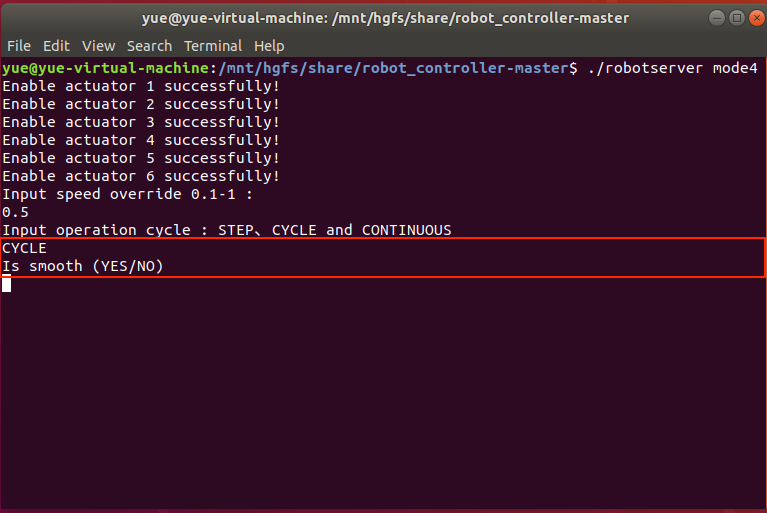 yue@yue-virtual-machine: /mnt/hgfs/share/robot_controller-master
File Edit View Search Terminal Help
yue@yue-virtual-machine:/mnt/hgfs/share/robot_controller-master$ ./robotserver mode4
Enable actuator 1 successfully!
Enable actuator 2 successfully!
Enable actuator 3 successfully!
Enable actuator 4 successfully!
Enable actuator 5 successfully!
Enable actuator 6 successfully!
Input speed override 0.1-1 :
0.5
Input operation cycle : STEP、CYCLE and CONTINUOUS
CYCLE
Is smooth (YES/NO)